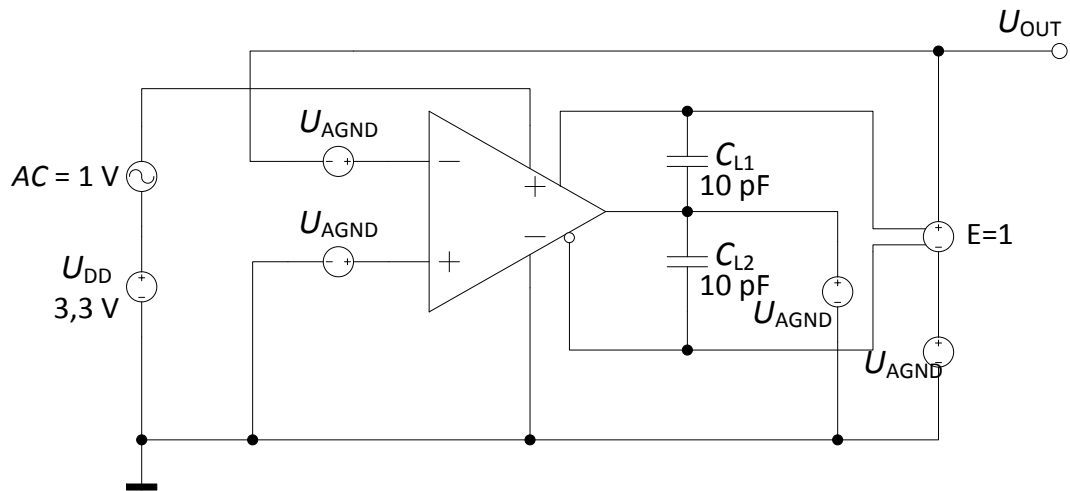 U_OUT
U_AGND
AC = 1 V
C_L1
10 pF
U_AGND
E=1
U_DD
3,3 V
C_L2
10 pF
U_AGND
U_AGND